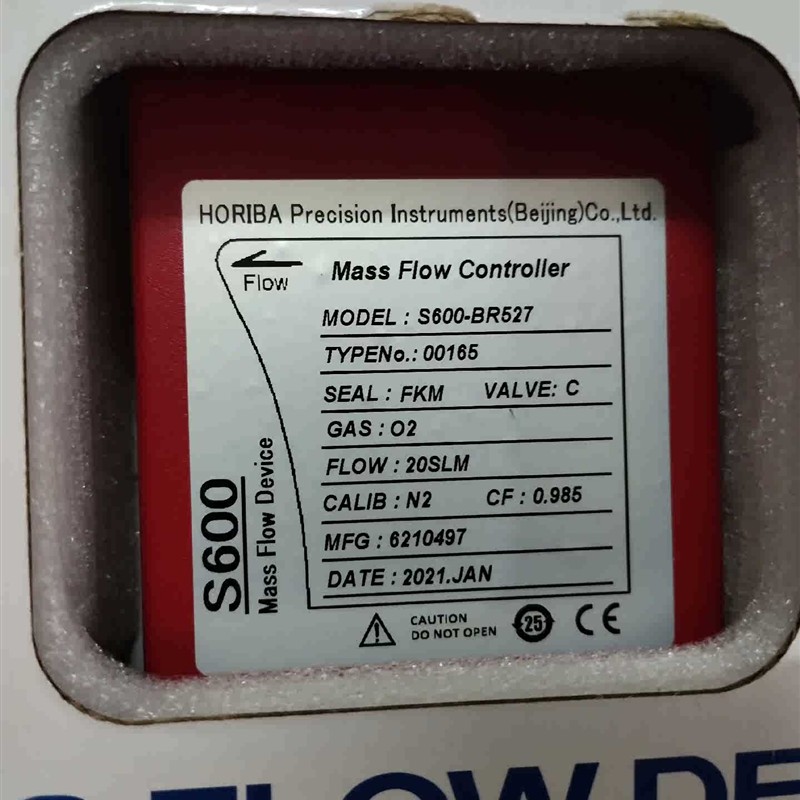 HORIBA Precision Instruments(Beijing)Co.,Ltd.
Flow
Mass Flow Controller
MODEL : S600-BR527
TYPENo.: 00165
SEAL : FKM VALVE: C
GAS : O2
FLOW : 20SLM
CALIB : N2 CF : 0.985
MFG : 6210497
DATE : 2021.JAN
S600
Mass Flow Device
CAUTION
DO NOT OPEN
25
CE
FLOW DE